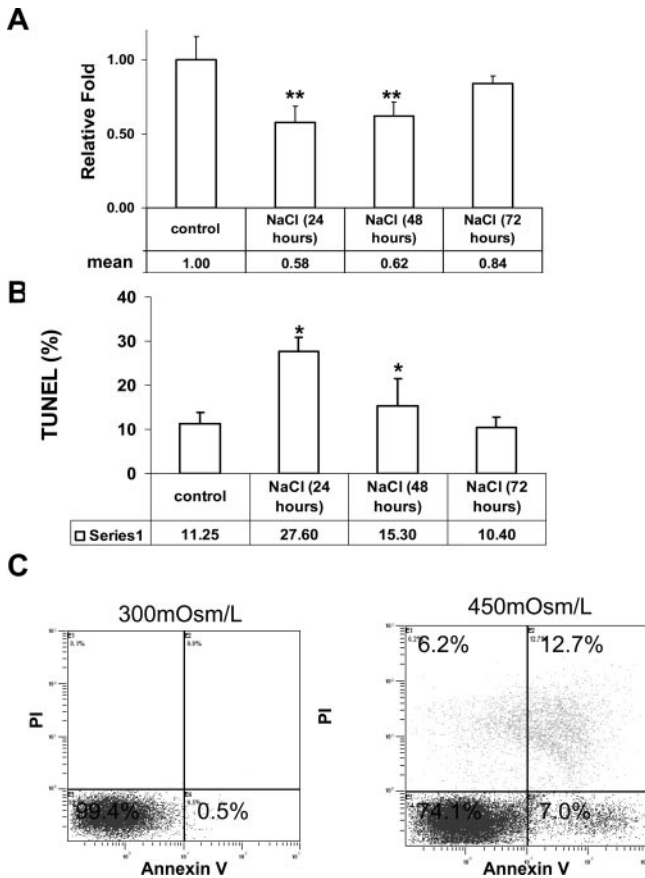 A
Relative Fold
1.00
0.50
0.00
control
NaCl (24 hours)
NaCl (48 hours)
NaCl (72 hours)
mean
1.00
0.58
0.62
0.84
**
**
B
TUNEL (%)
40
30
20
10
0
*
*
control
NaCl (24 hours)
NaCl (48 hours)
NaCl (72 hours)
Series1
11.25
27.60
15.30
10.40
C
300mOsm/L
PI
99.4%
0.5%
Annexin V
450mOsm/L
PI
6.2%
12.7%
74.1%
7.0%
Annexin V